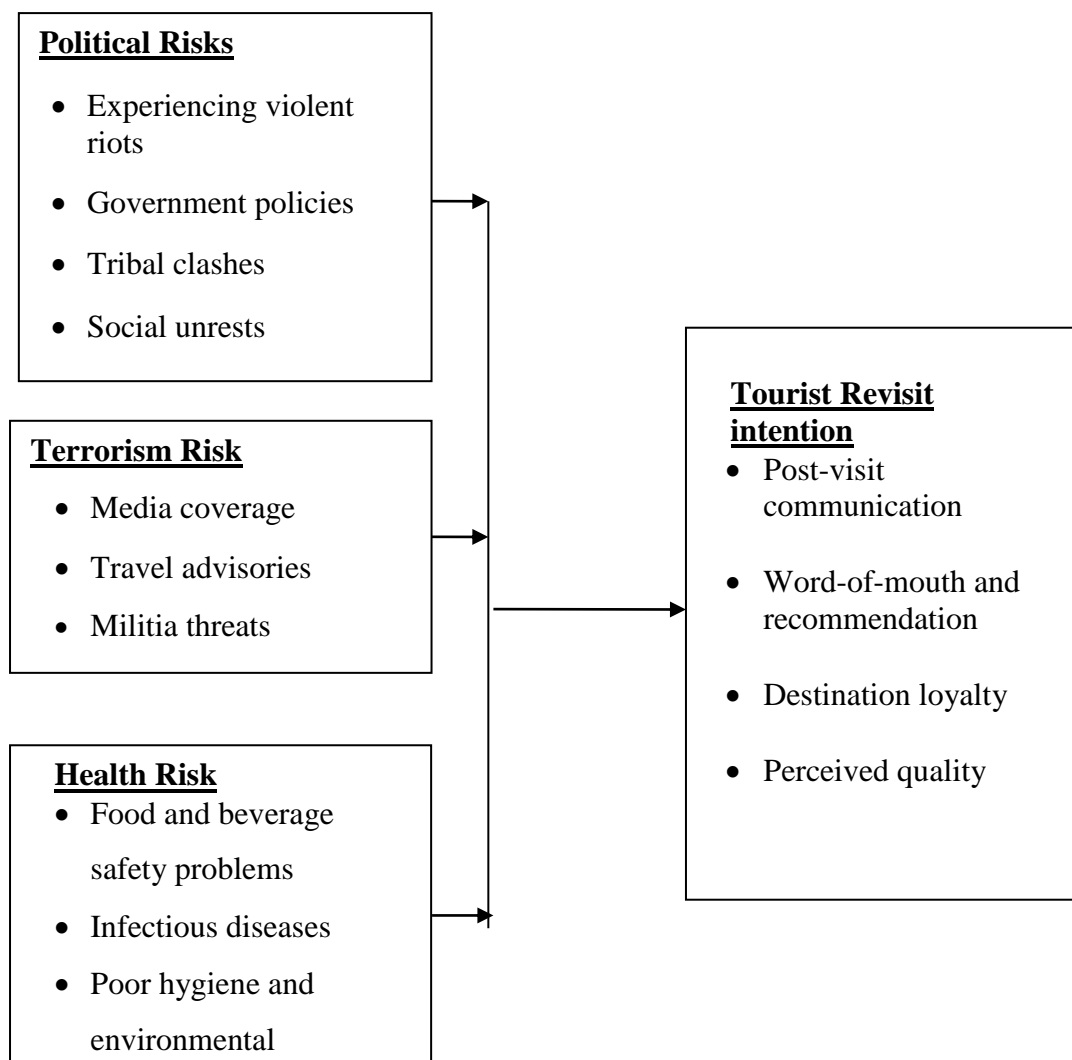 Political Risks
• Experiencing violent
riots
• Government policies
• Tribal clashes
• Social unrests
Terrorism Risk
• Media coverage
• Travel advisories
• Militia threats
Health Risk
• Food and beverage
safety problems
• Infectious diseases
• Poor hygiene and
environmental
Tourist Revisit
intention
• Post-visit
communication
• Word-of-mouth and
recommendation
• Destination loyalty
• Perceived quality